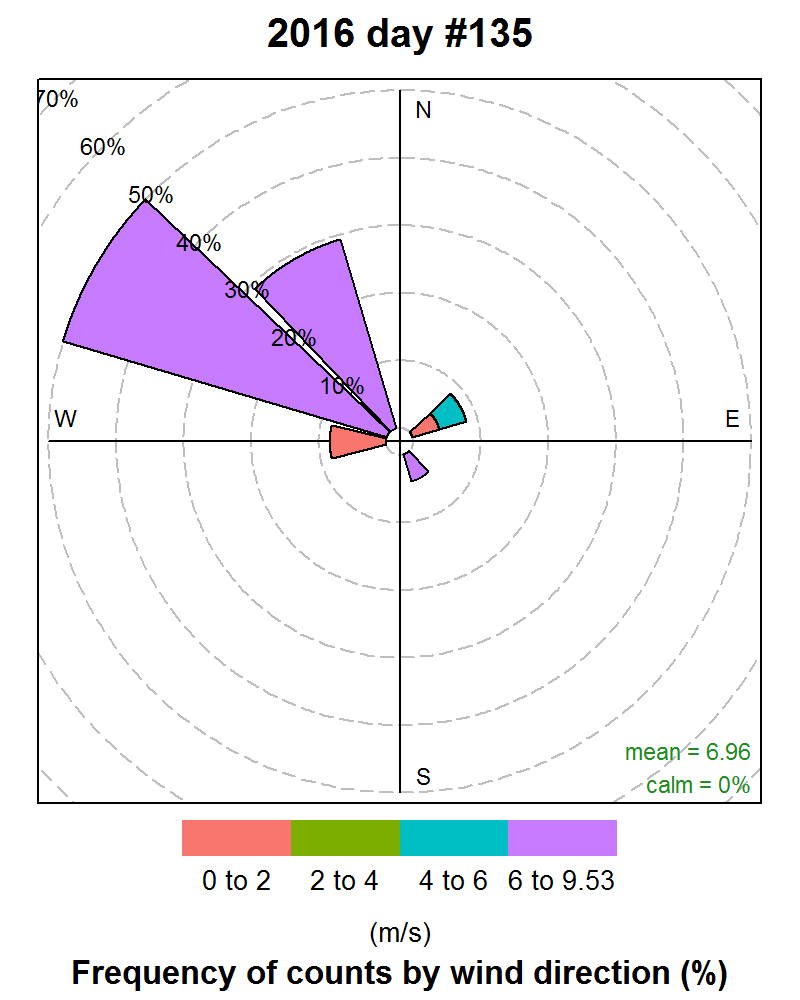 2016 day #135
70%
N
60%
50%
40%
30%
20%
10%
W
E
mean = 6.96
S
calm = 0%
0 to 2
2 to 4
4 to 6
6 to 9.53
(m/s)
Frequency of counts by wind direction (%)